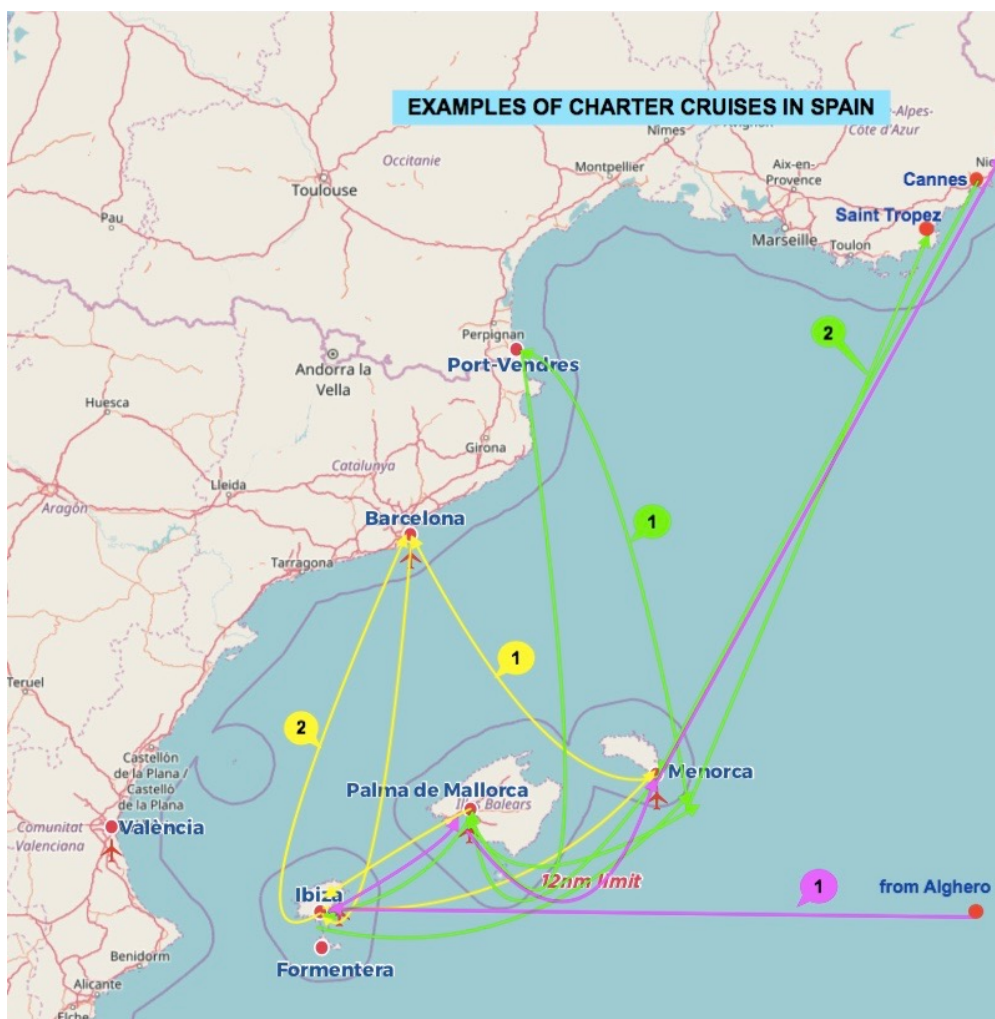 EXAMPLES OF CHARTER CRUISES IN SPAIN
-Alpes-
Côte d'Azur
Nîmes
Occitanie
Montpellier
Aix-en-
Provence
Nic
Cannes
Toulouse
Saint Tropez
Pau
Marseille
Toulon
2
Perpignan
Port-Vendres
Andorra la
Vella
Huesca
Girona
Catalunya
Lleida
Aragón
Barcelona
1
Tarragona
1
Teruel
2
Castelló
de la Plana /
Castelló
de la Plana
Menorca
Palma de Mallorca
Illes Balears
Comunitat
Valenciana
València
12nm limit
1
from Alghero
Ibiza
Formentera
Benidorm
Alicante
Elche